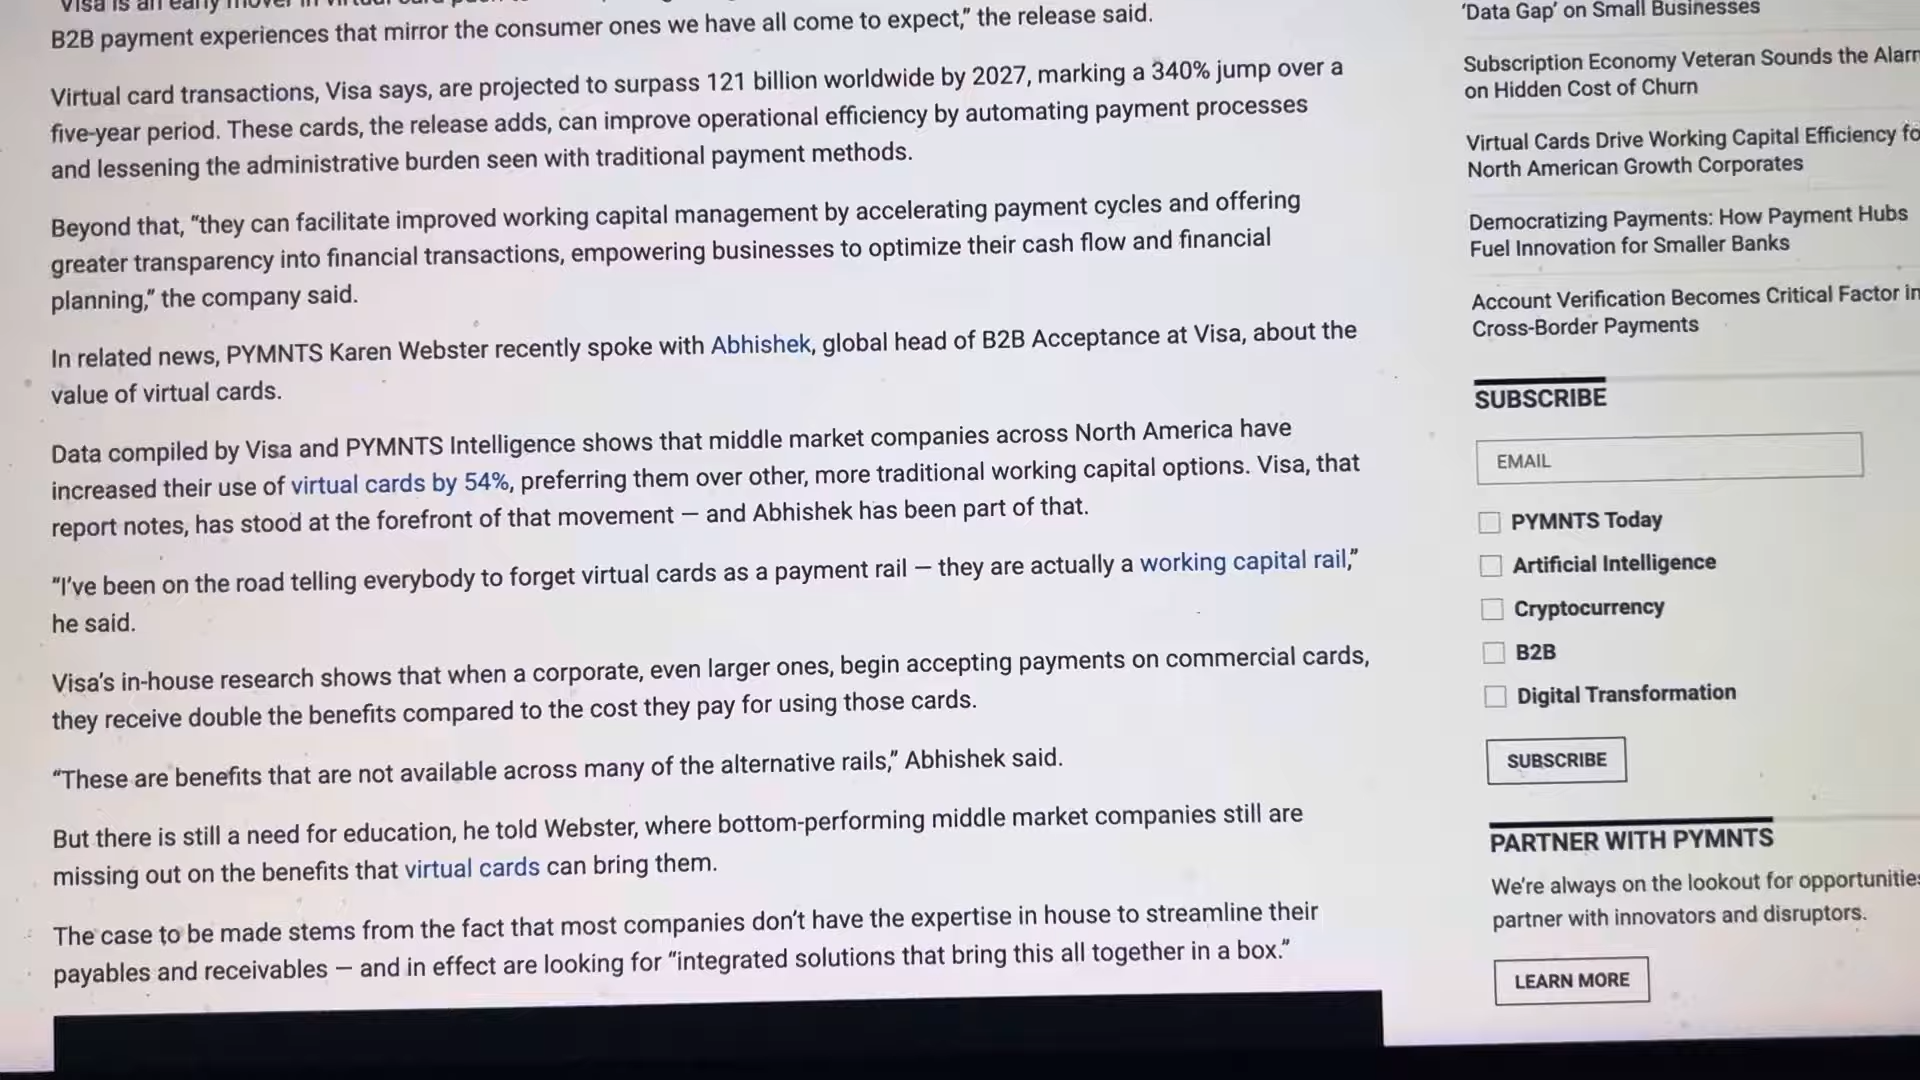 B2B payment experiences that mirror the consumer ones we have all come to expect,” the release said.
Virtual card transactions, Visa says, are projected to surpass 121 billion worldwide by 2027, marking a 340% jump over a
five-year period. These cards, the release adds, can improve operational efficiency by automating payment processes
and lessening the administrative burden seen with traditional payment methods.
Beyond that, “they can facilitate improved working capital management by accelerating payment cycles and offering
greater transparency into financial transactions, empowering businesses to optimize their cash flow and financial
planning,” the company said.
In related news, PYMNTS Karen Webster recently spoke with Abhishek, global head of B2B Acceptance at Visa, about the
value of virtual cards.
Data compiled by Visa and PYMNTS Intelligence shows that middle market companies across North America have
increased their use of virtual cards by 54%, preferring them over other, more traditional working capital options. Visa, that
report notes, has stood at the forefront of that movement — and Abhishek has been part of that.
“I’ve been on the road telling everybody to forget virtual cards as a payment rail — they are actually a working capital rail,”
he said.
Visa’s in-house research shows that when a corporate, even larger ones, begin accepting payments on commercial cards,
they receive double the benefits compared to the cost they pay for using those cards.
“These are benefits that are not available across many of the alternative rails,” Abhishek said.
But there is still a need for education, he told Webster, where bottom-performing middle market companies still are
missing out on the benefits that virtual cards can bring them.
The case to be made stems from the fact that most companies don’t have the expertise in house to streamline their
payables and receivables — and in effect are looking for “integrated solutions that bring this all together in a box.”
‘Data Gap’ on Small Businesses
Subscription Economy Veteran Sounds the
on Hidden Cost of Churn
Virtual Cards Drive Working Capital Efficiency
North American Growth Corporates
Democratizing Payments: How Payment Hubs
Fuel Innovation for Smaller Banks
Account Verification Becomes Critical Factor in
Cross-Border Payments
SUBSCRIBE
EMAIL
PYMNTS Today
Artificial Intelligence
Cryptocurrency
B2B
Digital Transformation
SUBSCRIBE
PARTNER WITH PYMNTS
We’re always on the lookout for opportunities
partner with innovators and disruptors.
LEARN MORE